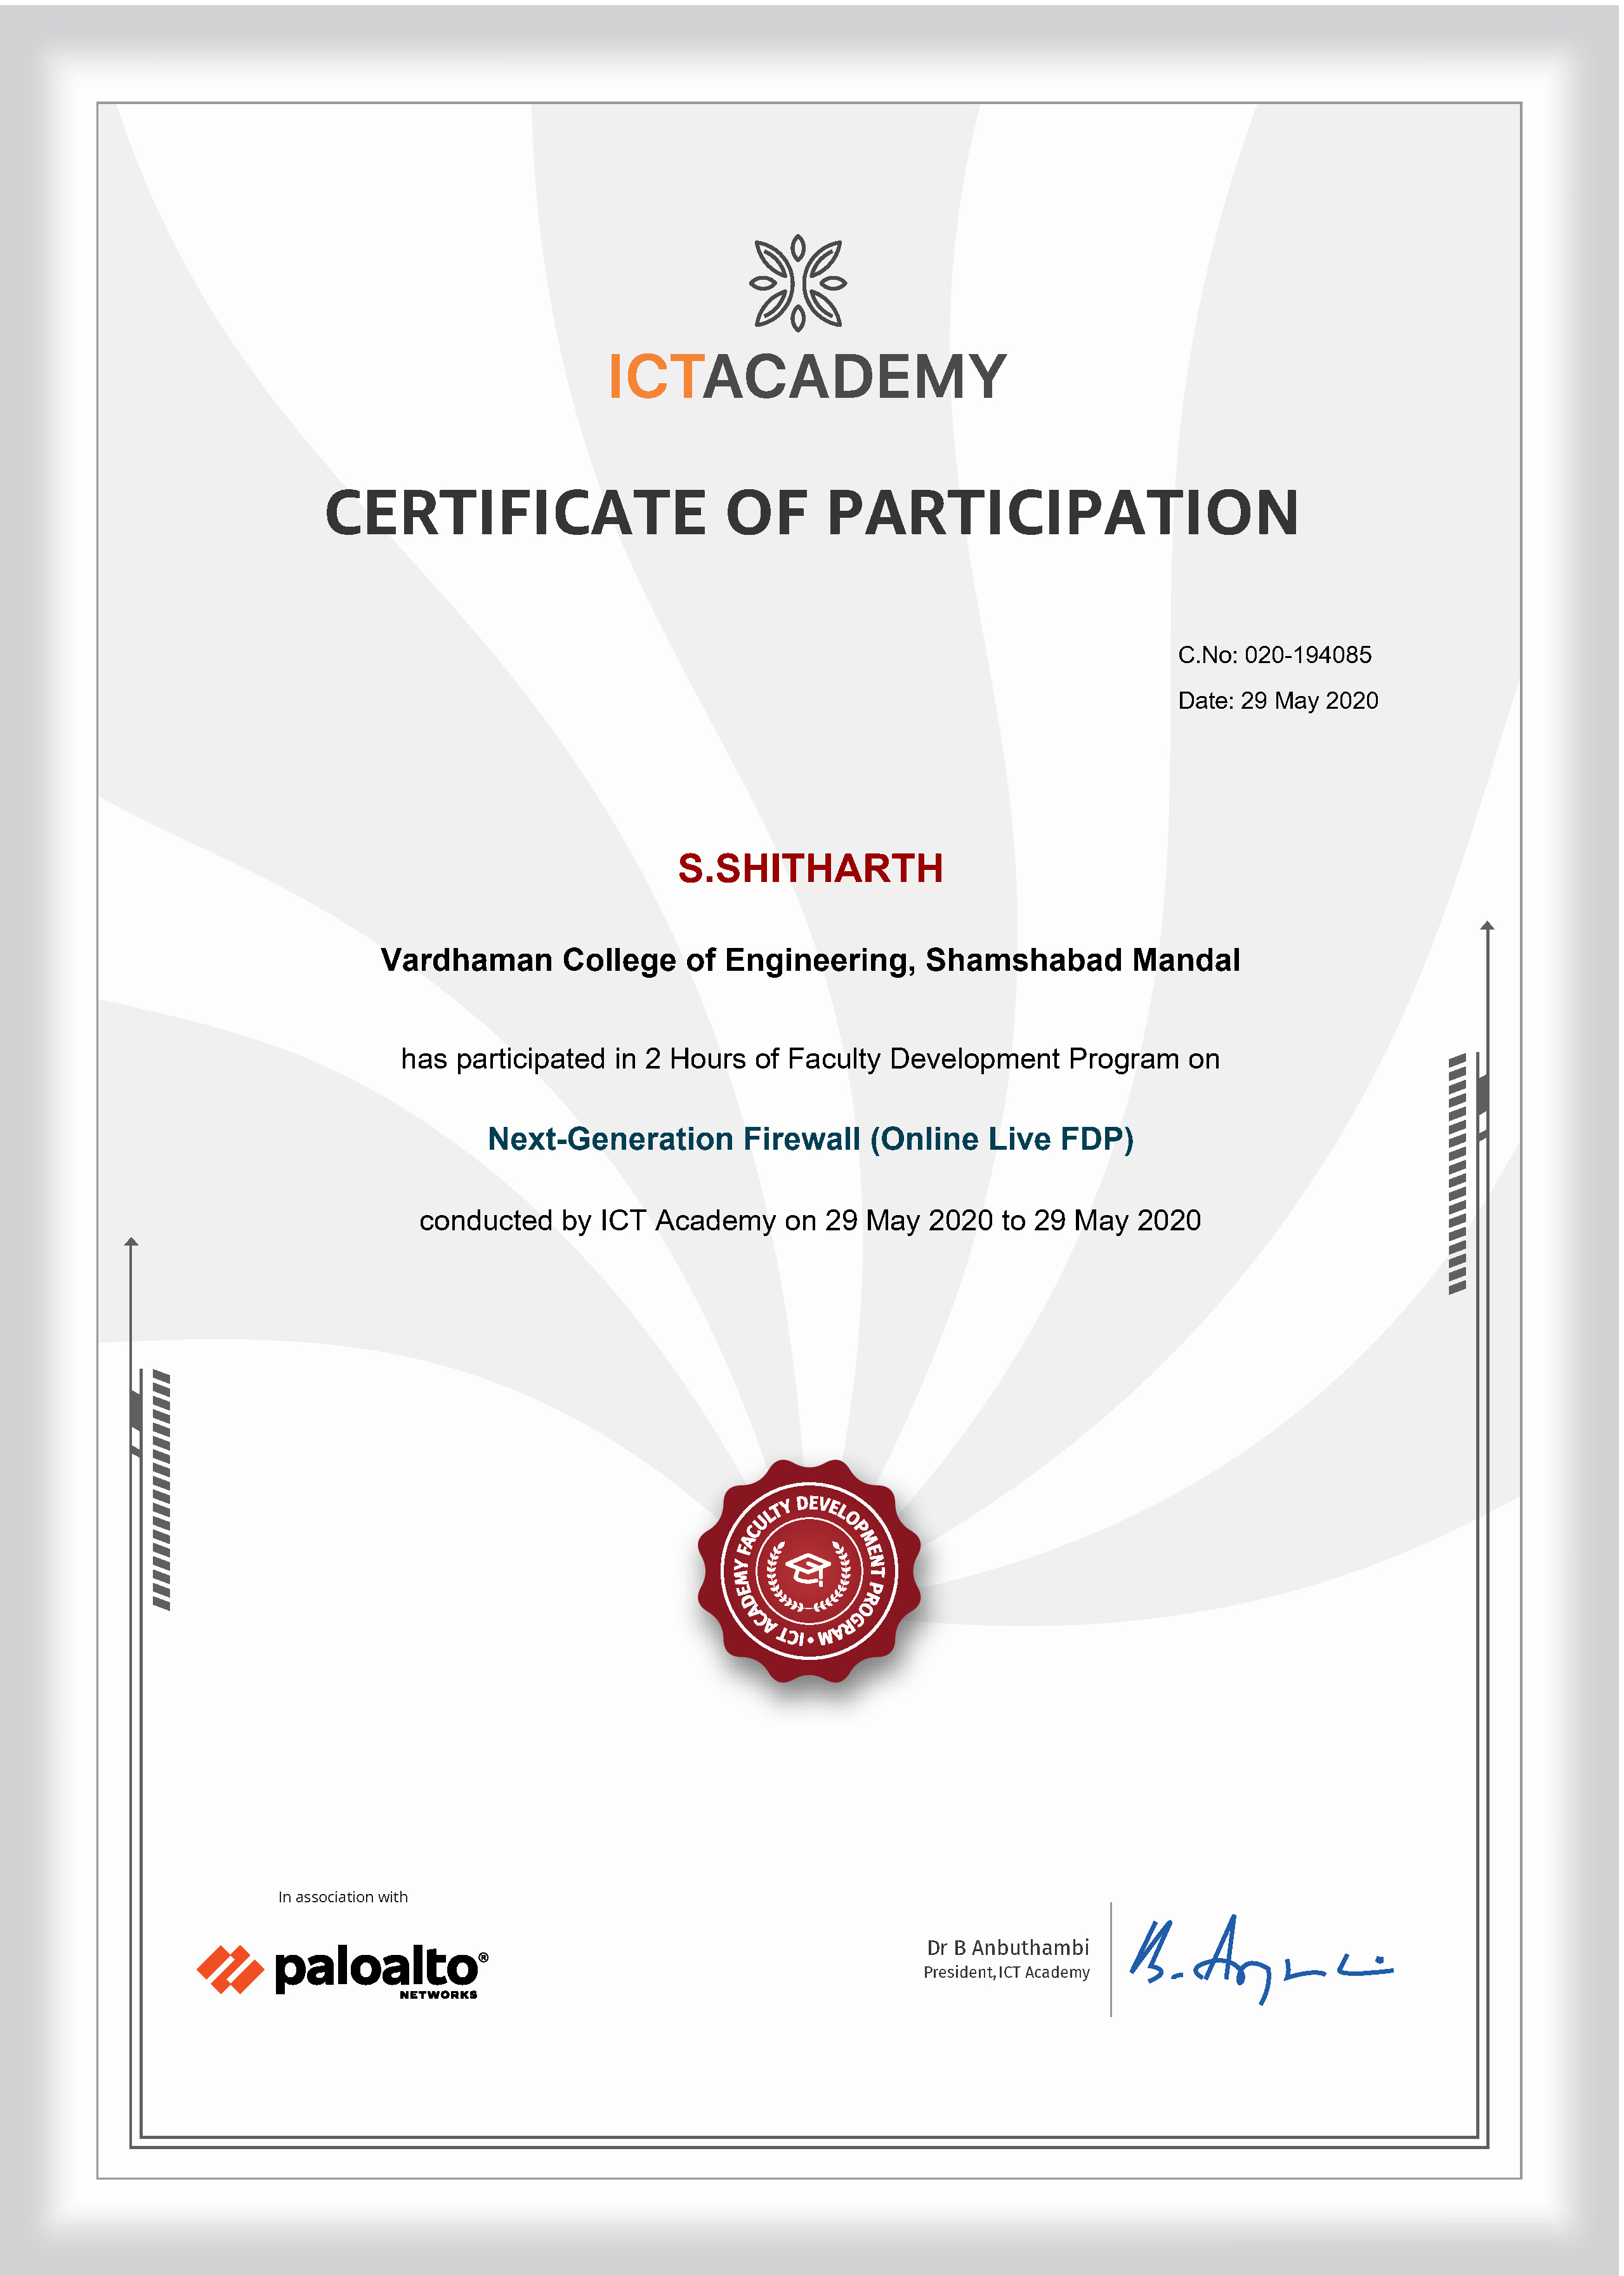 ICTACADEMY
CERTIFICATE OF PARTICIPATION
C.No: 020-194085
Date: 29 May 2020
S.SHITHARTH
Vardhaman College of Engineering, Shamshabad Mandal
has participated in 2 Hours of Faculty Development Program on
Next-Generation Firewall (Online Live FDP)
conducted by ICT Academy on 29 May 2020 to 29 May 2020
ICT ACADEMY FACULTY DEVELOPMENT PROGRAM •
In association with
paloalto®
NETWORKS
Dr B Anbuthambi
President, ICT Academy